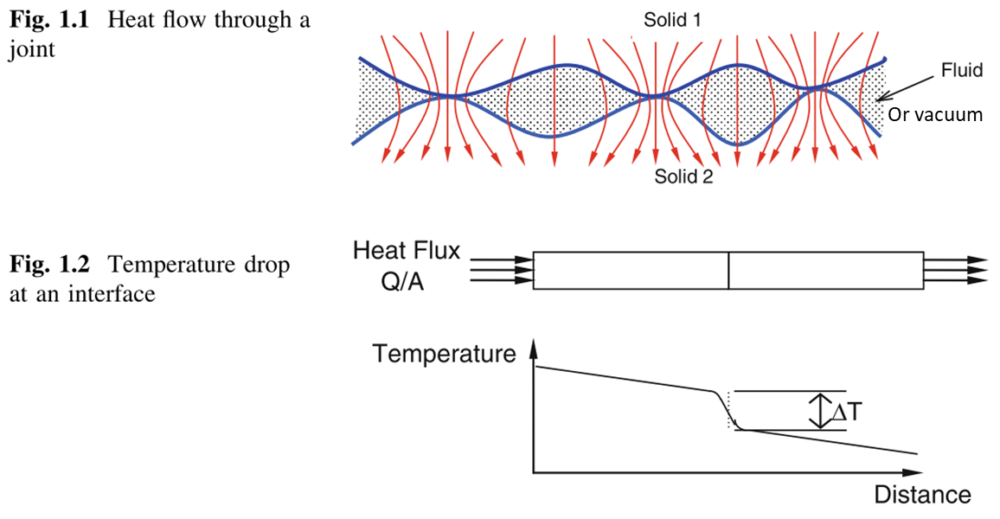 Fig. 1.1 Heat flow through a
joint
Solid 1
Fluid
Or vacuum
Solid 2
Fig. 1.2 Temperature drop
at an interface
Heat Flux
Q/A
Temperature
ΔT
Distance